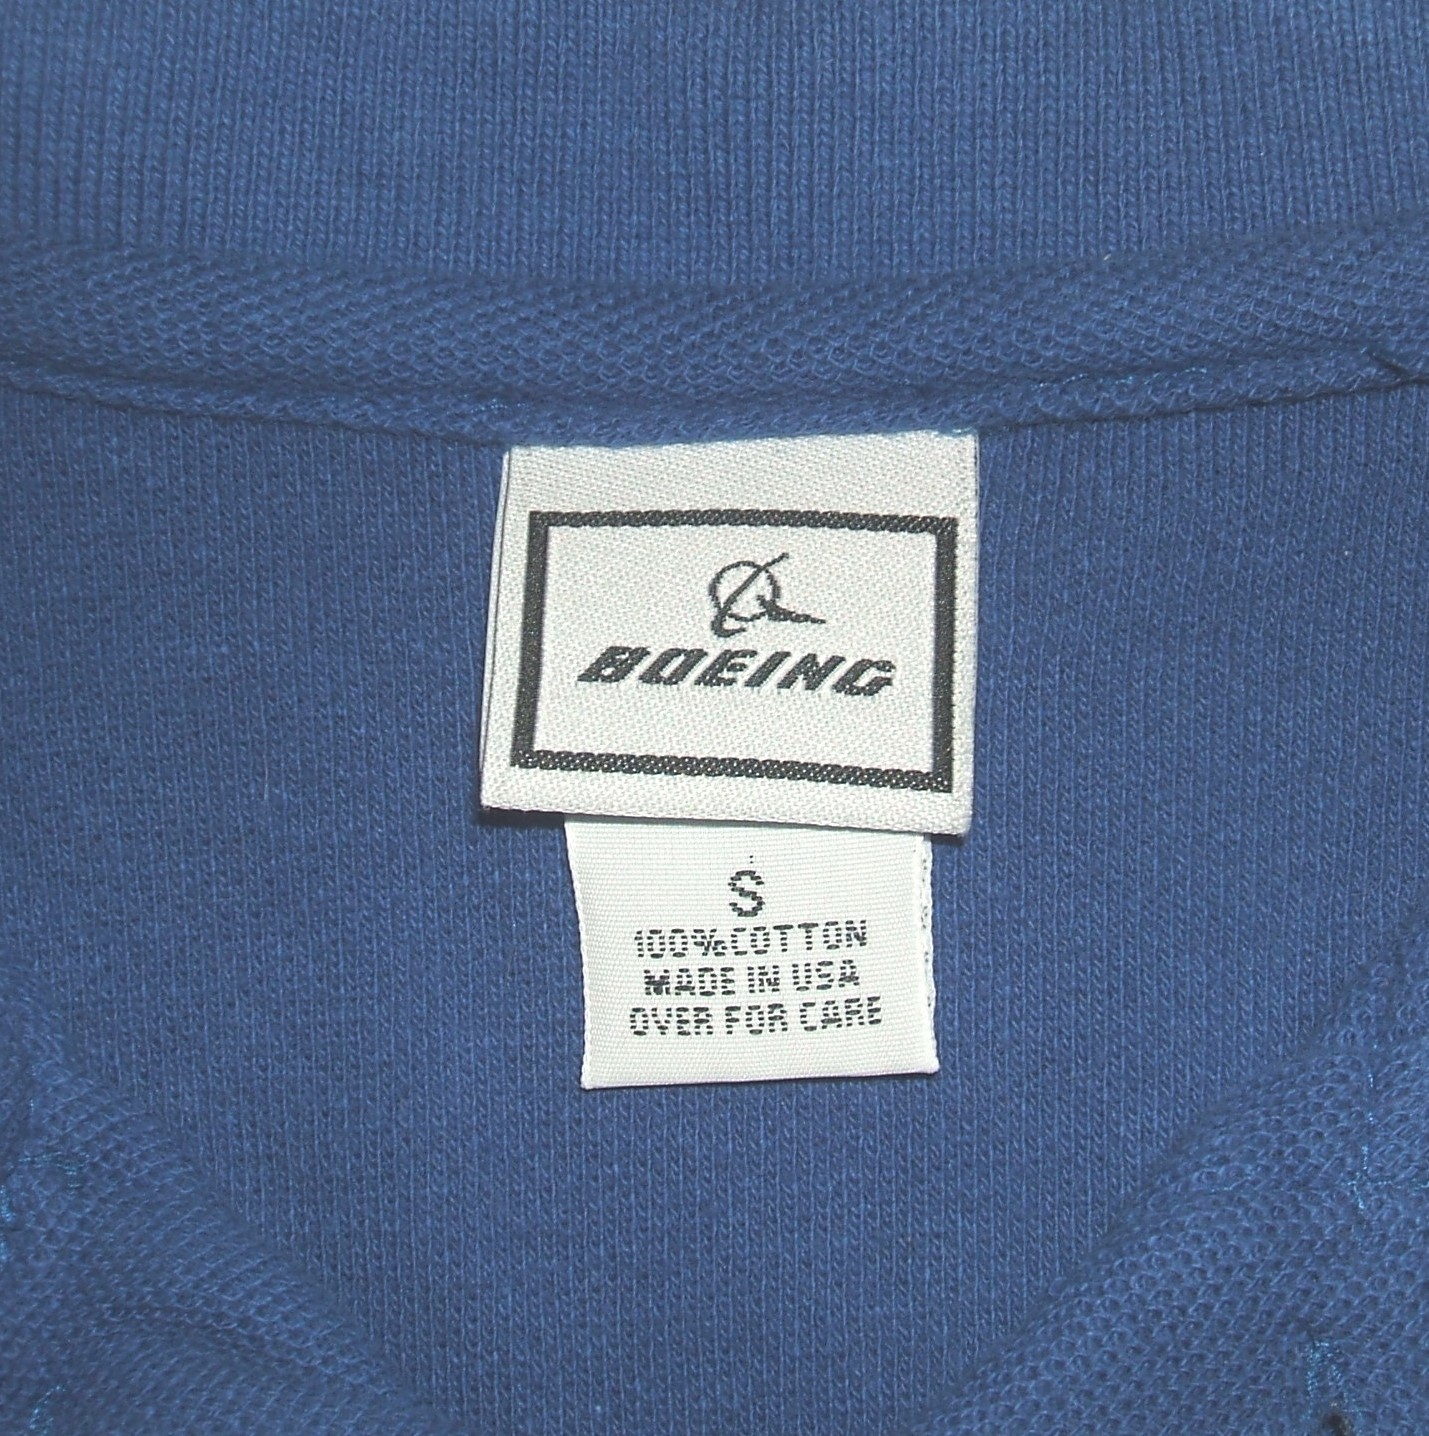 BOEING
S
100%COTTON
MADE IN USA
OVER FOR CARE